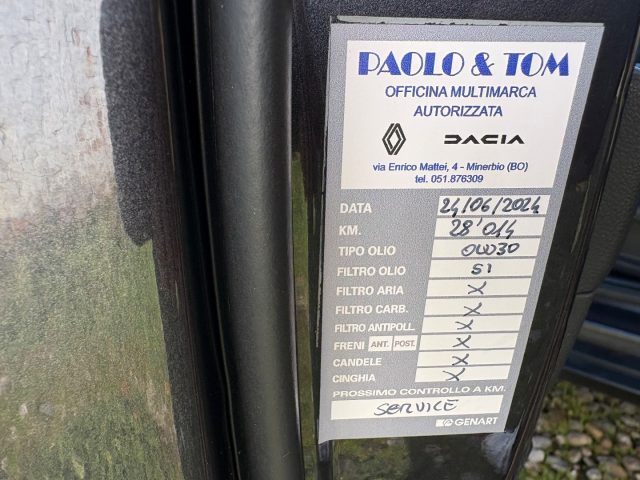 PAOLO & TOM
OFFICINA MULTIMARCA
AUTORIZZATA
DACIA
via Enrico Mattei, 4 - Minerbio (BO)
tel. 051.876309
DATA 24/06/2024
KM. 28'014
TIPO OLIO 0W30
FILTRO OLIO SI
FILTRO ARIA X
FILTRO CARB. X
FILTRO ANTIPOLL. X
FRENI ANT. POST. X
CANDELE X
CINGHIA X
PROSSIMO CONTROLLO A KM.
SERVICE
GENART